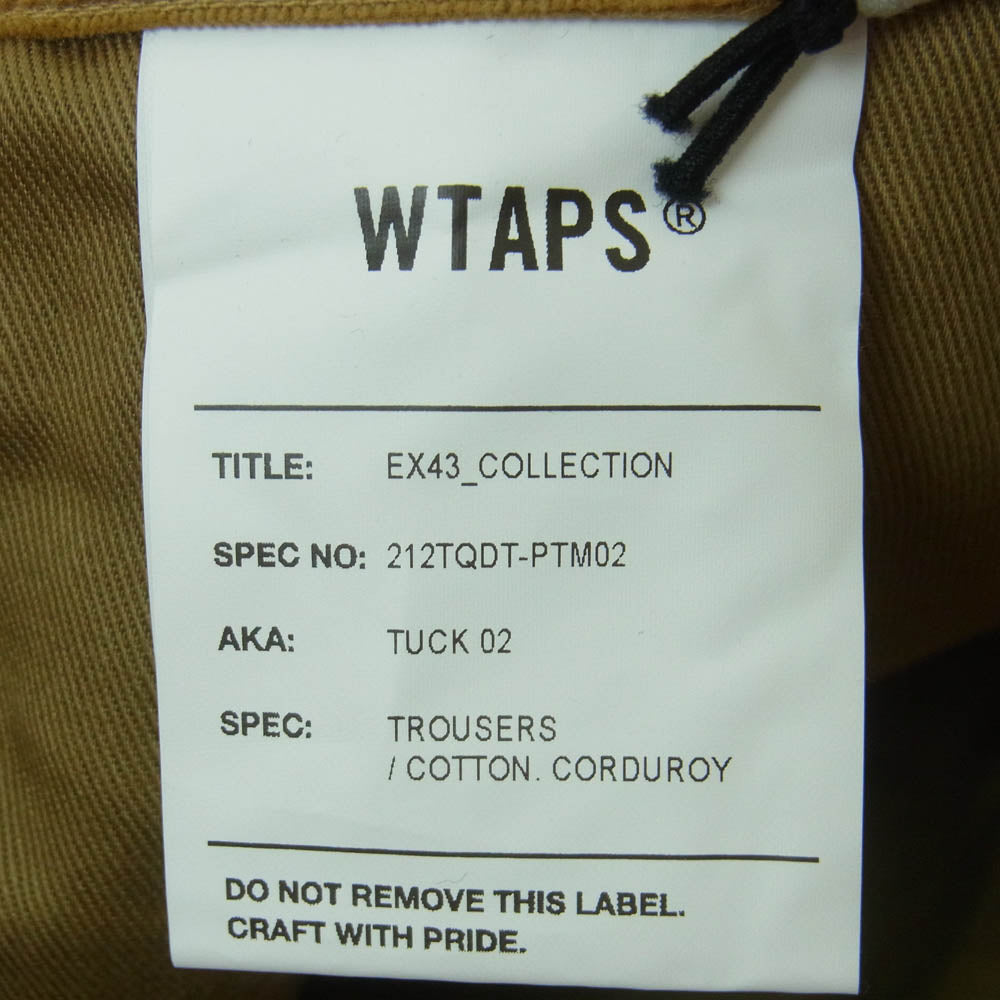 WTAPS®
TITLE: EX43_COLLECTION
SPEC NO: 212TQDT-PTM02
AKA: TUCK 02
SPEC: TROUSERS
/ COTTON. CORDUROY
DO NOT REMOVE THIS LABEL.
CRAFT WITH PRIDE.